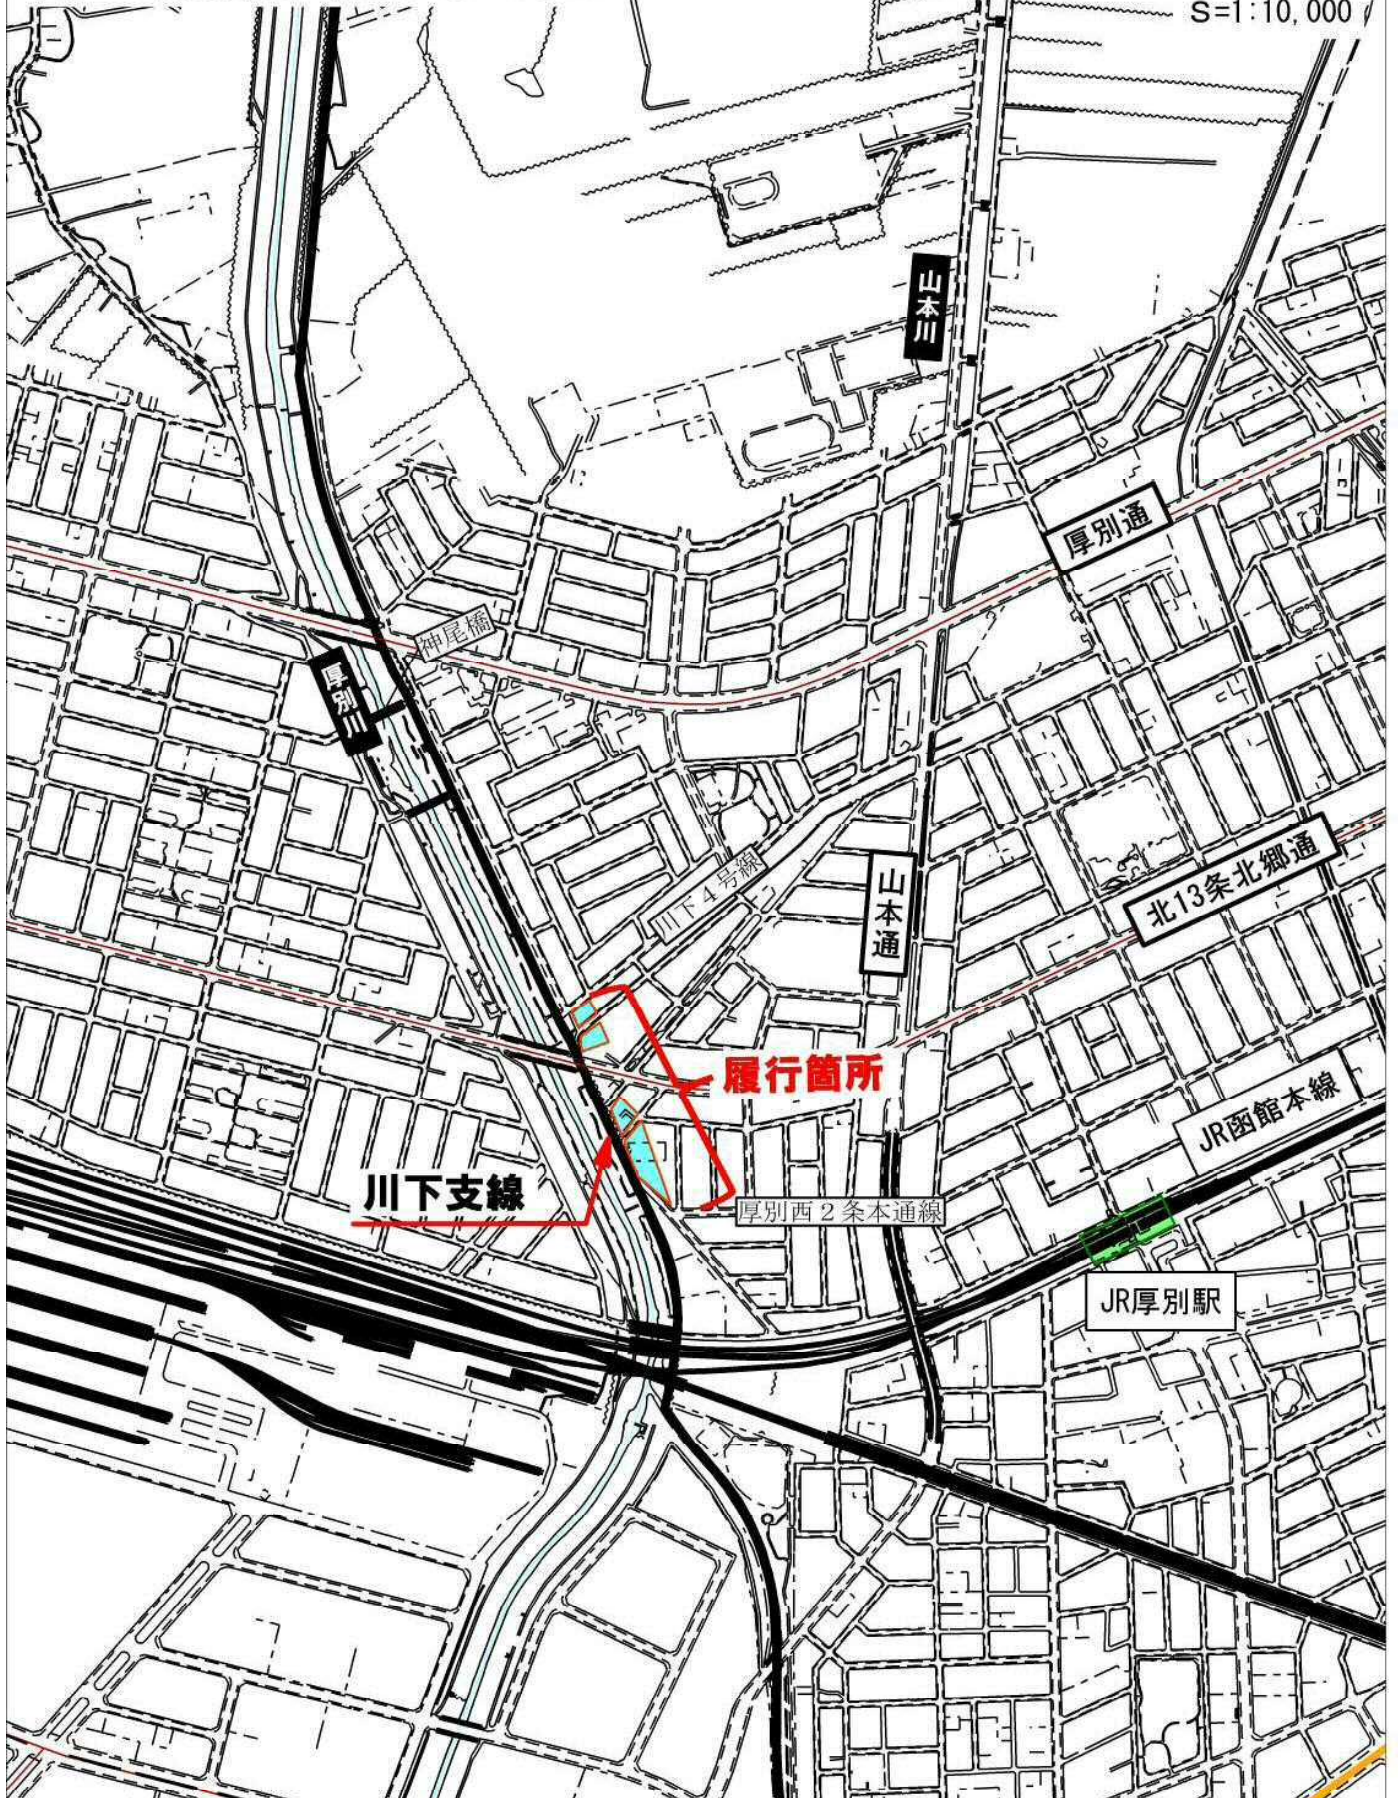 S=1:10,000
山本川
厚別通
神尾橋
厚別川
北13条北郷通
川下4号線
山本通
履行箇所
JR函館本線
川下支線
厚別西2条本通線
JR厚別駅